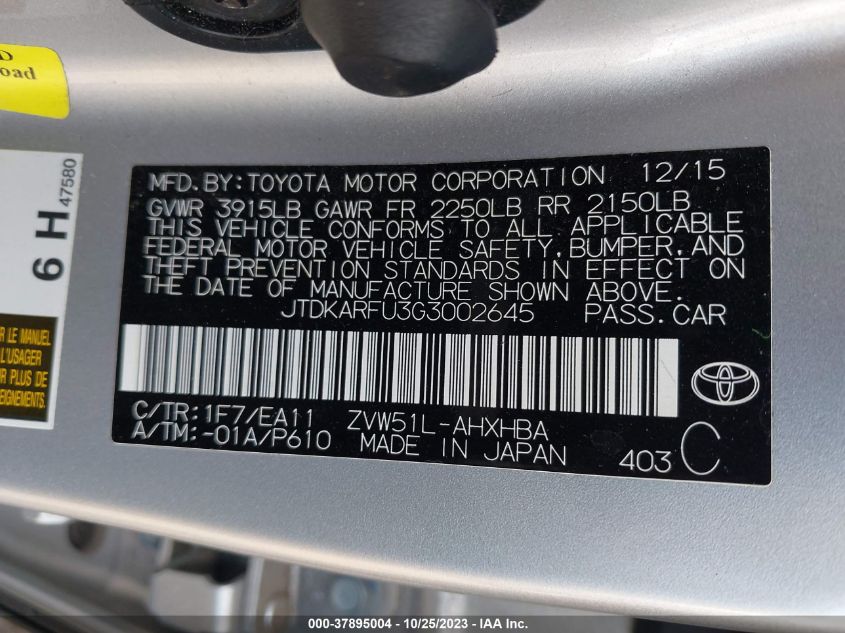 D
oad
47580
6 H
R LE MANUEL
L'USAGER
R PLUS DE
EIGNEMENTS
MFD. BY: TOYOTA MOTOR CORPORATION 12/15
GVWR 3915LB GAWR FR 2250LB RR 2150LB
THIS VEHICLE CONFORMS TO ALL APPLICABLE
FEDERAL MOTOR VEHICLE SAFETY, BUMPER, AND
THEFT PREVENTION STANDARDS IN EFFECT ON
THE DATE OF MANUFACTURE SHOWN ABOVE.
JTDKARFU3G3002645 PASS.CAR
C/TR: 1F7/EA11 ZVW51L-AHXHBA
A/TM: -01A/P610 MADE IN JAPAN 403 C
000-37895004 | 10/25/2023 - IAA Inc.